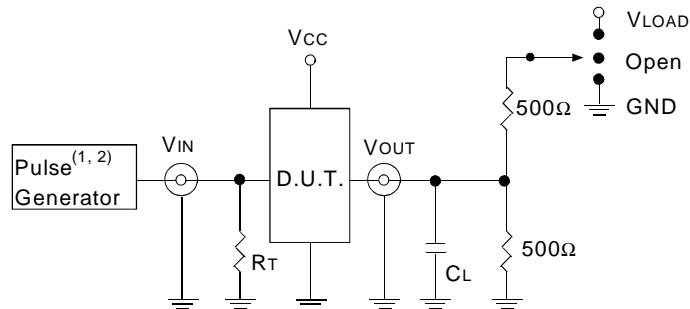 VLOAD
VCC
Open
500Ω
GND
VIN
VOUT
Pulse(1, 2)
Generator
D.U.T.
500Ω
RT
CL